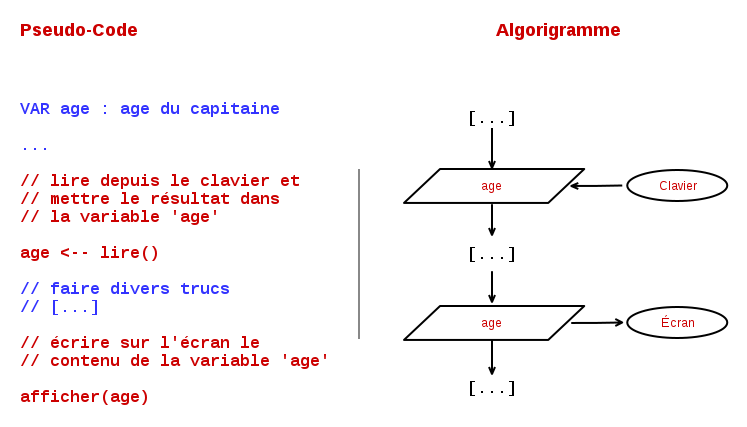 Pseudo-Code
Algorigramme
VAR age : age du capitaine
...
// lire depuis le clavier et
// mettre le résultat dans
// la variable 'age'
age <-- lire()
// faire divers trucs
// [...]
// écrire sur l'écran le
// contenu de la variable 'age'
afficher(age)
[...]
age
Clavier
[...]
age
Écran
[...]